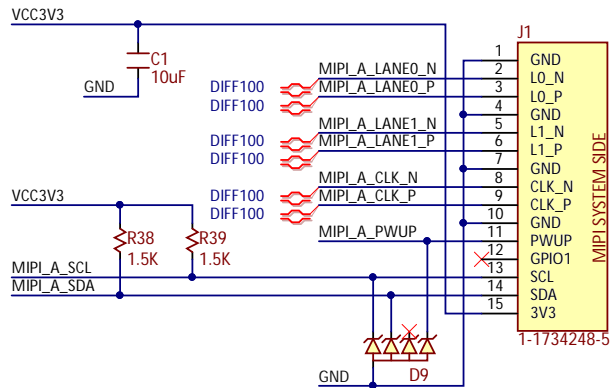 VCC3V3
J1
C1
10uF
GND
1 GND
MIPI_A_LANE0_N 2 L0_N
DIFF100 MIPI_A_LANE0_P 3 L0_P
DIFF100 4 GND
MIPI_A_LANE1_N 5 L1_N
DIFF100 MIPI_A_LANE1_P 6 L1_P
DIFF100 7 GND
MIPI_A_CLK_N 8 CLK_N
DIFF100 MIPI_A_CLK_P 9 CLK_P
DIFF100 10 GND
MIPI_A_PWUP 11 PWUP
12 GPIO1
13 SCL
14 SDA
15 3V3
MIPI SYSTEM SIDE
1-1734248-5
VCC3V3
R38
1.5K
R39
1.5K
MIPI_A_SCL
MIPI_A_SDA
D9
GND